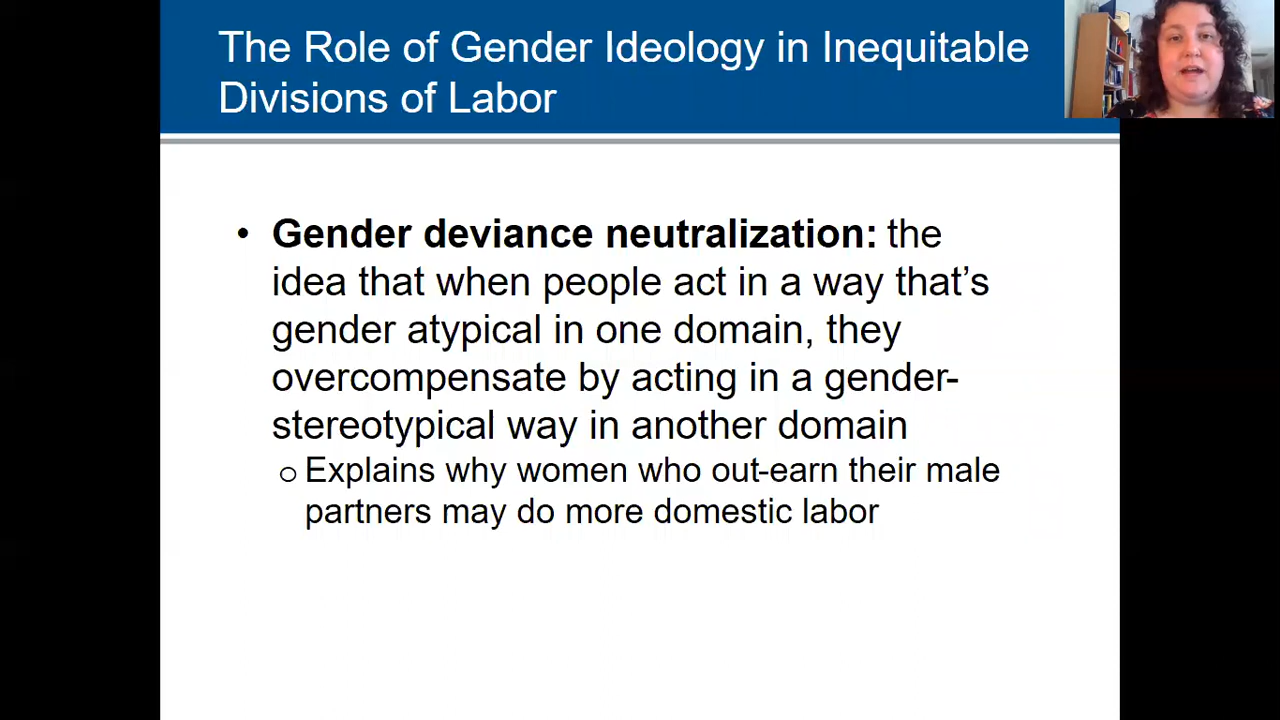 The Role of Gender Ideology in Inequitable
Divisions of Labor
• Gender deviance neutralization: the
idea that when people act in a way that’s
gender atypical in one domain, they
overcompensate by acting in a gender-
stereotypical way in another domain
o Explains why women who out-earn their male
partners may do more domestic labor